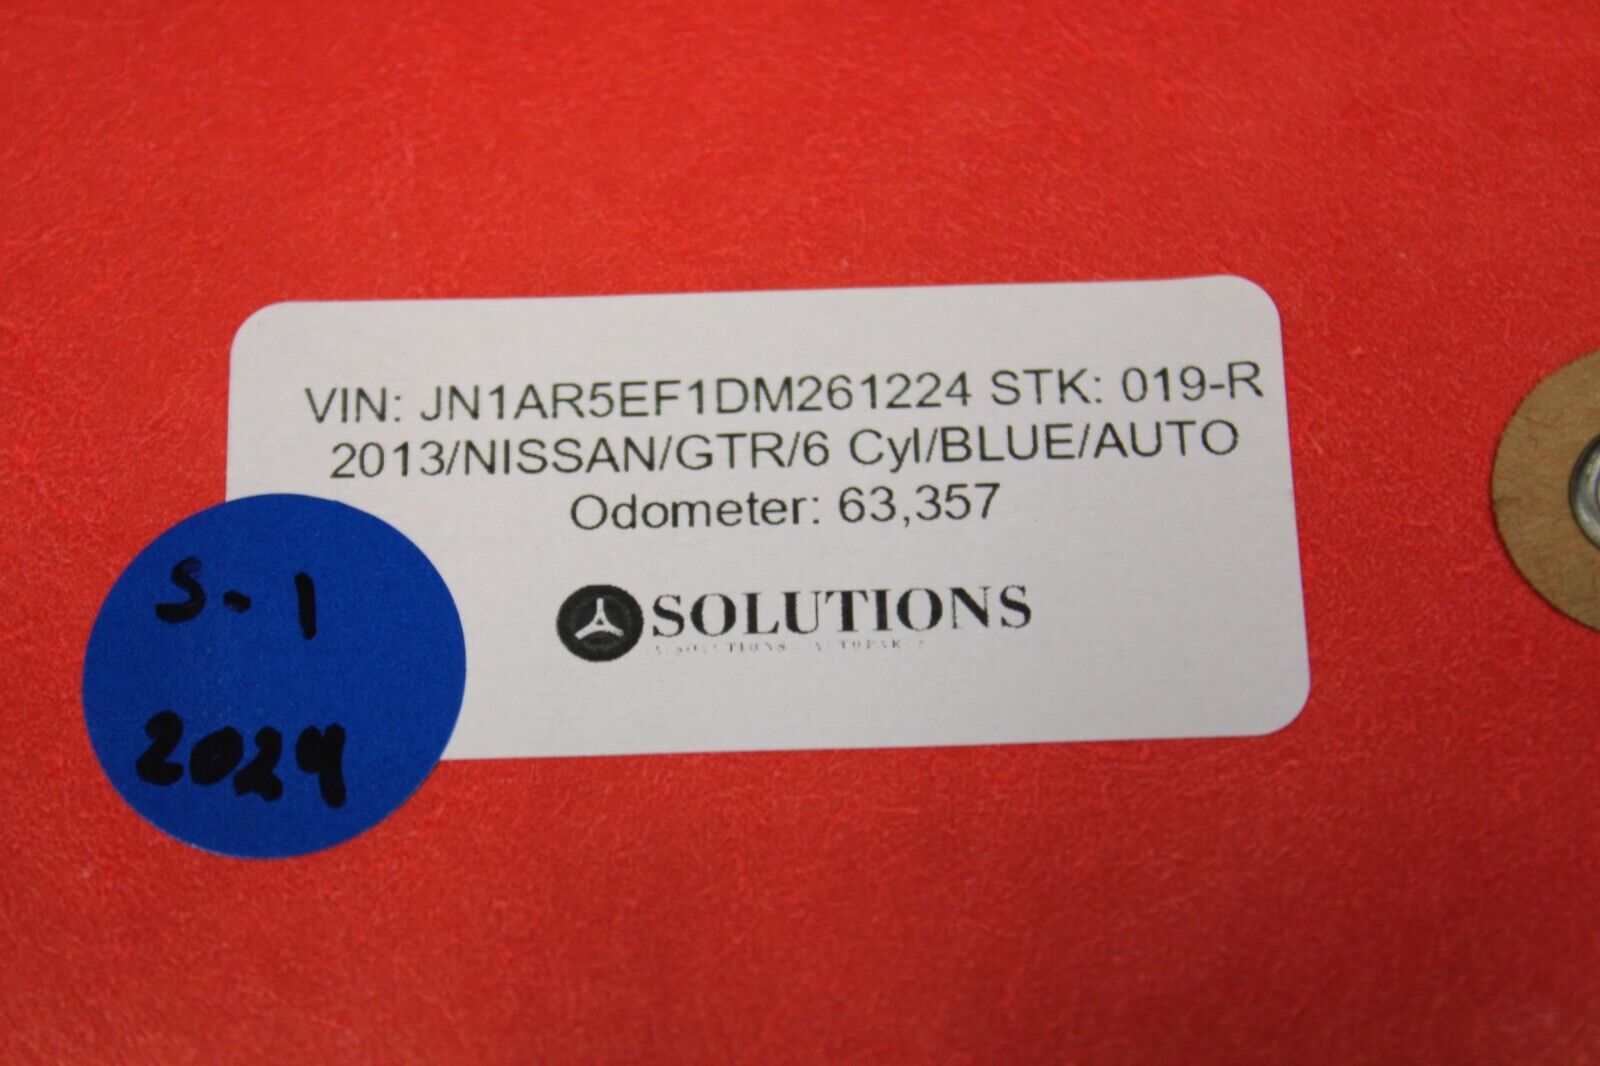 VIN: JN1AR5EF1DM261224 STK: 019-R
2013/NISSAN/GTR/6 Cyl/BLUE/AUTO
Odometer: 63,357
SOLUTIONS
S-1
2024